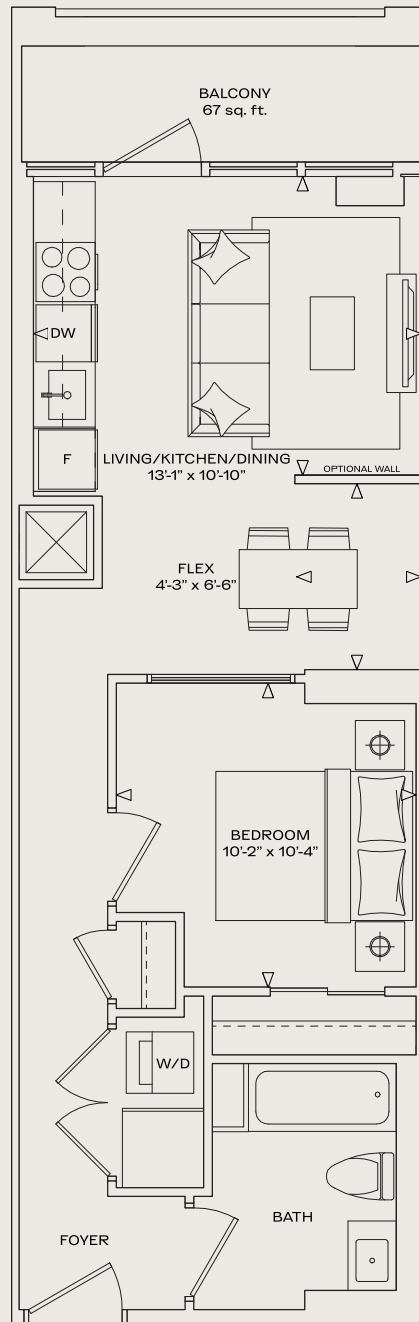 BALCONY
67 sq. ft.
DW
F
LIVING/KITCHEN/DINING
13'-1" x 10'-10"
OPTIONAL WALL
FLEX
4'-3" x 6'-6"
BEDROOM
10'-2" x 10'-4"
W/D
BATH
FOYER